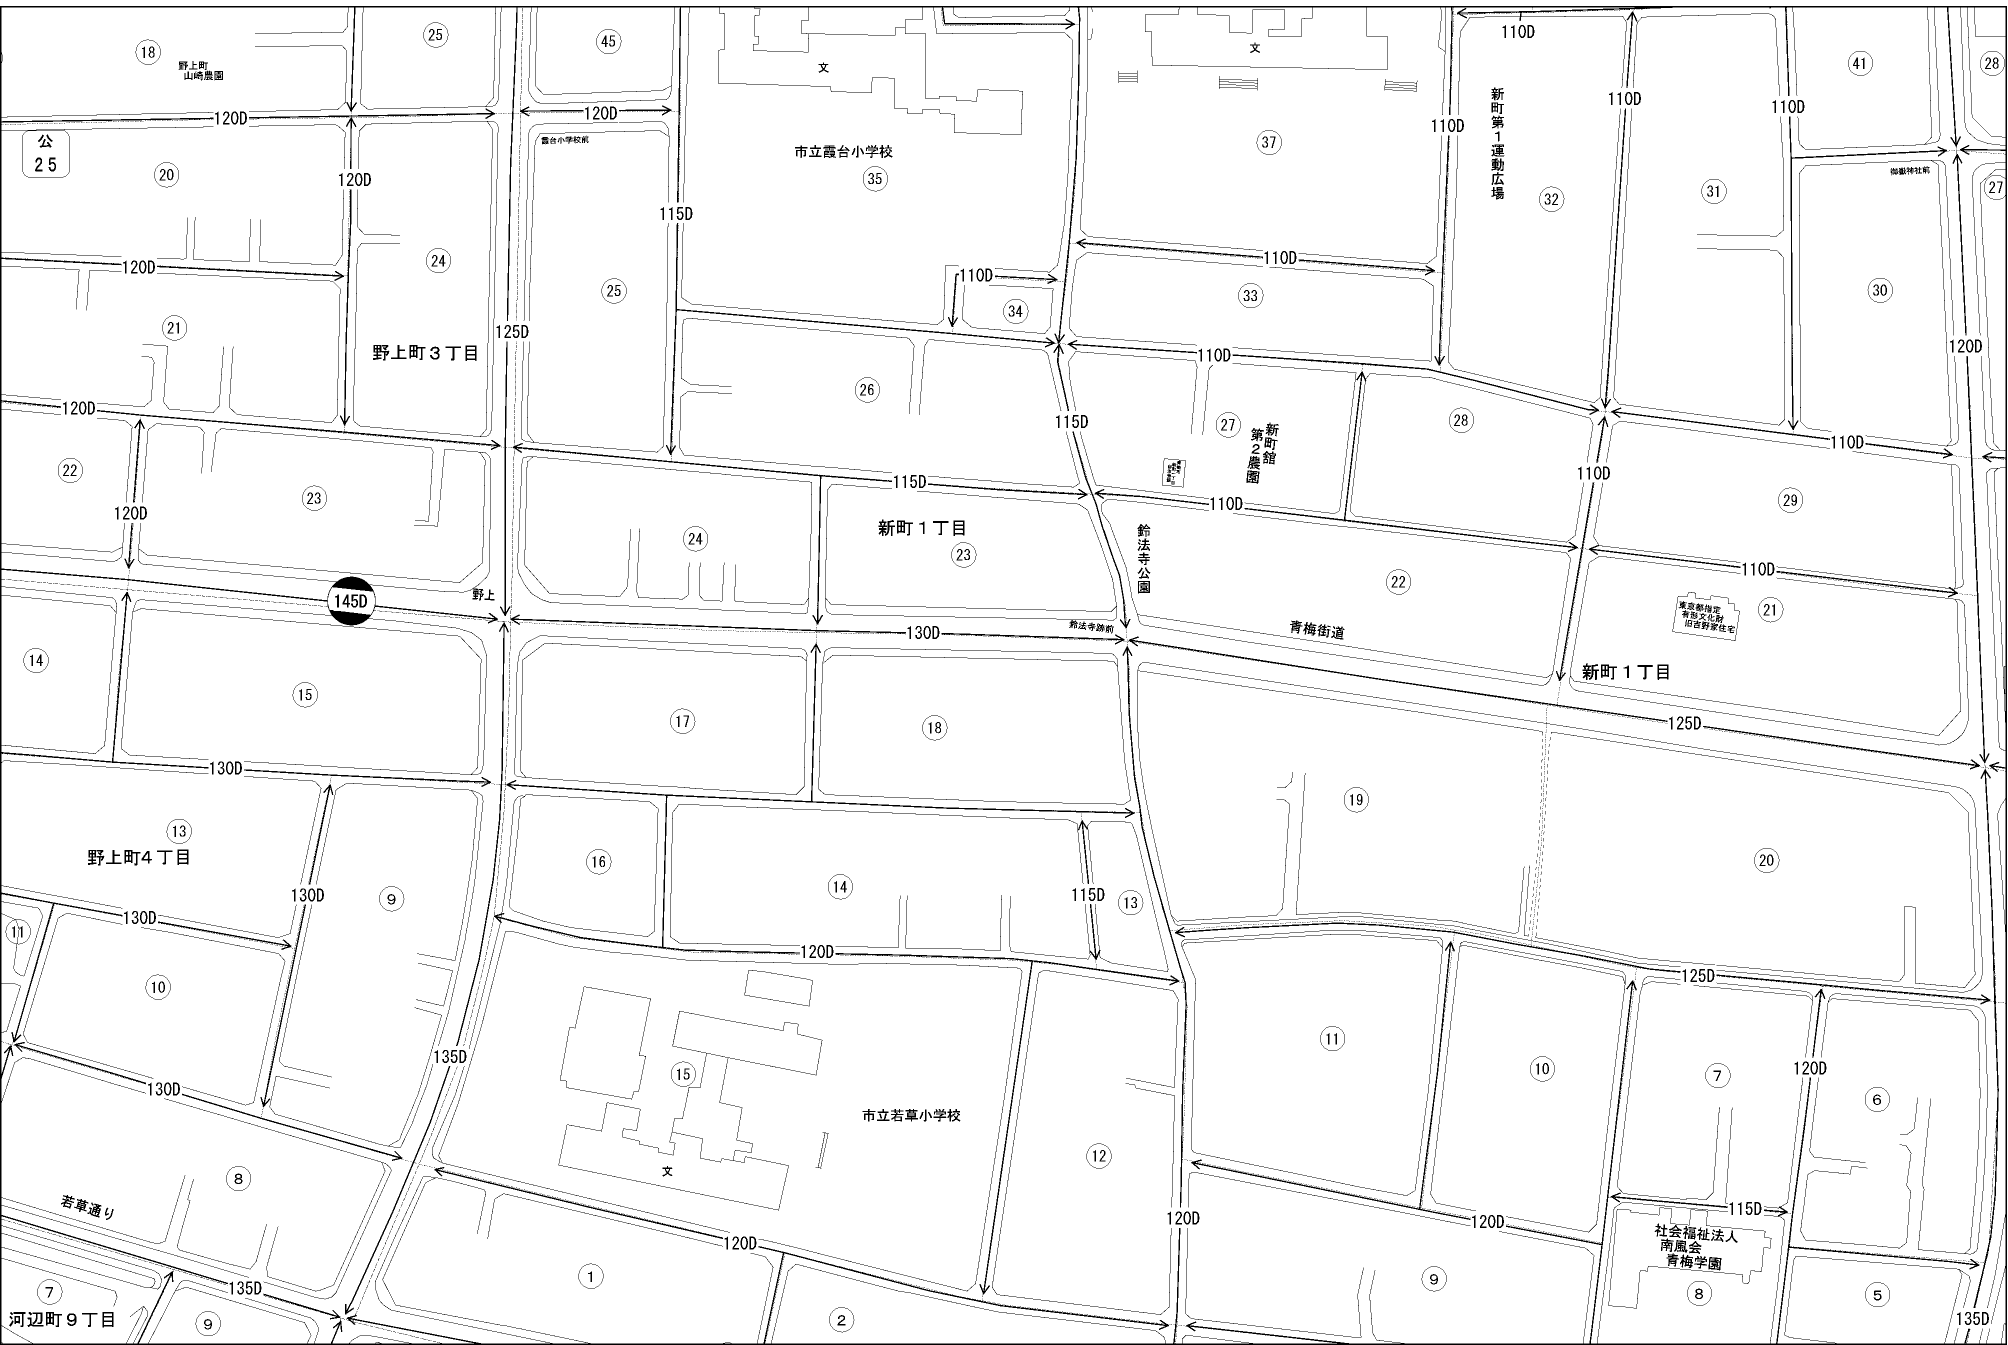 18
野上町
山崎農園
25
45
文
文
110D
41
28
120D
120D
110D
110D
110D
公
25
霞台小学校前
市立霞台小学校
35
37
新町第1運動広場
御嶽神社前
20
120D
32
31
27
115D
24
120D
110D
110D
25
33
30
34
21
125D
野上町3丁目
110D
120D
26
120D
115D
27
28
新町舘
第2農園
110D
22
110D
23
120D
115D
110D
29
24
新町1丁目
23
鈴法寺公園
22
110D
145D
野上
130D
鈴法寺跡前
青梅街道
東京都指定
有形文化財
旧吉野家住宅
21
14
15
新町1丁目
17
18
125D
130D
19
13
野上町4丁目
16
14
115D
13
20
9
130D
130D
11
120D
10
125D
11
10
135D
15
7
120D
6
130D
市立若草小学校
12
文
8
若草通り
120D
120D
120D
115D
社会福祉法人
南風会
青梅学園
1
9
135D
7
8
5
河辺町9丁目
9
2
135D